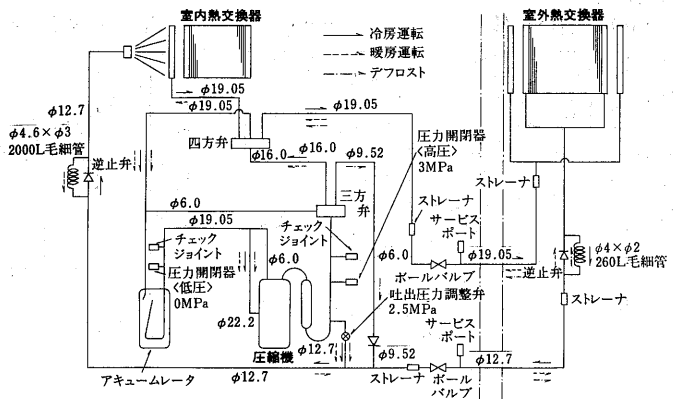 室内熱交換器
冷房運転
暖房運転
デフロスト
室外熱交換器
φ19.05
φ19.05
φ19.05
φ12.7
φ4.6×φ3
2000L毛細管
逆止弁
四方弁
φ16.0
φ16.0
φ9.52
圧力開閉器
<高圧>
3MPa
ストレーナ
サービス
ポート
ストレーナ
φ6.0
三方
弁
φ19.05
チェック
ジョイント
チェック
ジョイント
φ6.0
φ6.0
ボールバルブ
φ19.05
逆止弁
φ4×φ2
260L毛細管
圧力開閉器
<低圧>
0MPa
吐出圧力調整弁
2.5MPa
サービス
ポート
ストレーナ
φ22.2
圧縮機
φ12.7
φ9.52
φ12.7
アキュームレータ
φ12.7
ストレーナ
ボール
バルブ